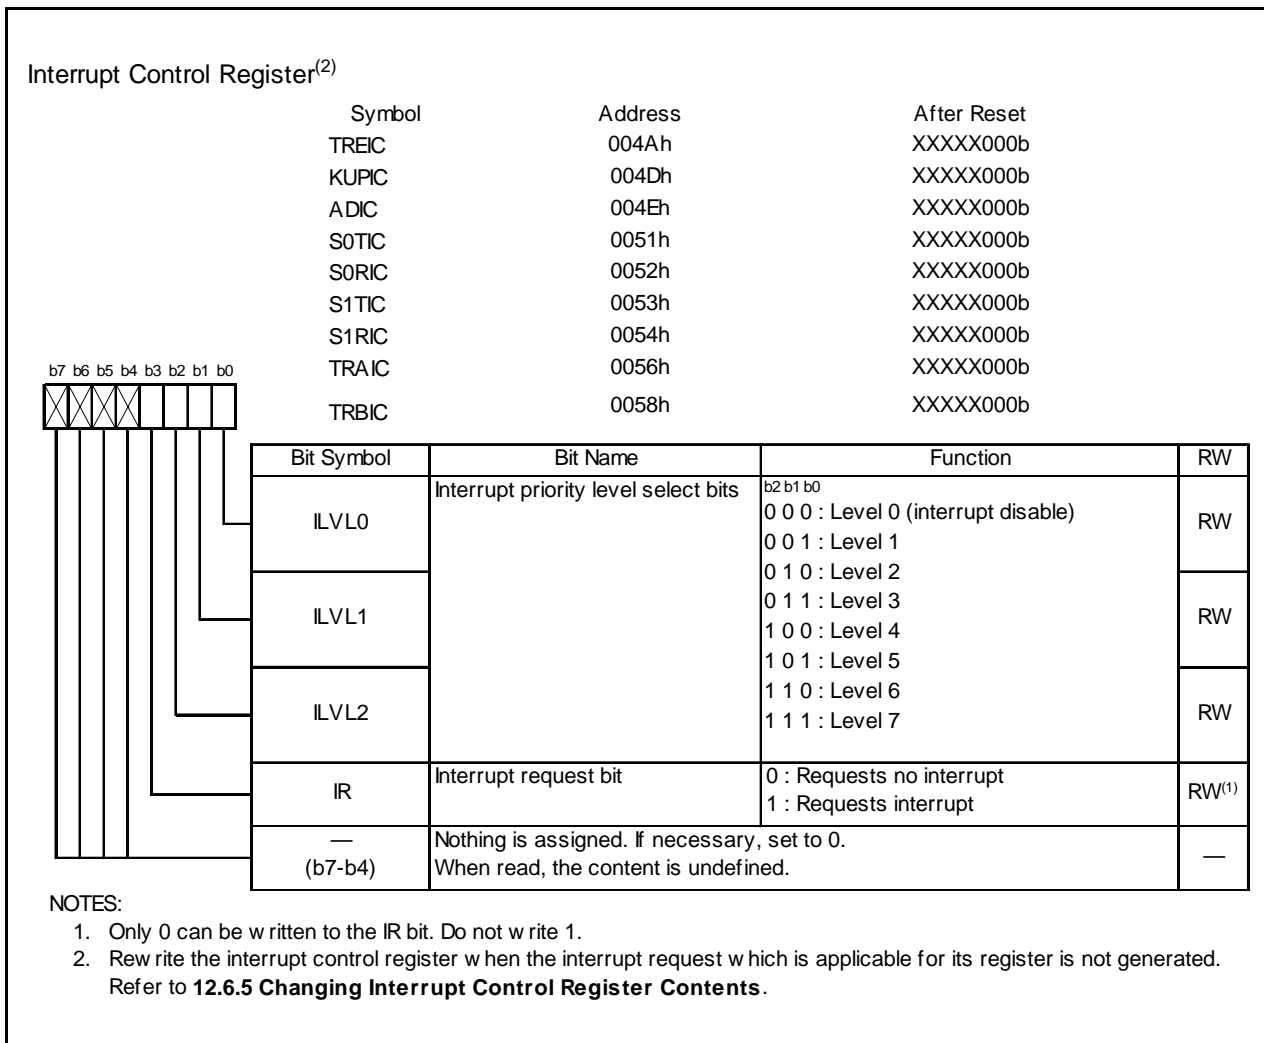 Interrupt Control Register(2)
Symbol Address After Reset
TREIC 004Ah XXXXX000b
KUPIC 004Dh XXXXX000b
ADIC 004Eh XXXXX000b
S0TIC 0051h XXXXX000b
S0RIC 0052h XXXXX000b
S1TIC 0053h XXXXX000b
S1RIC 0054h XXXXX000b
TRAIC 0056h XXXXX000b
TRBIC 0058h XXXXX000b
b7 b6 b5 b4 b3 b2 b1 b0
Bit Symbol Bit Name Function RW
ILVL0 Interrupt priority level select bits b2 b1 b0
0 0 0 : Level 0 (interrupt disable) RW
0 0 1 : Level 1
0 1 0 : Level 2
ILVL1 0 1 1 : Level 3 RW
1 0 0 : Level 4
1 0 1 : Level 5
ILVL2 1 1 0 : Level 6 RW
1 1 1 : Level 7
IR Interrupt request bit 0 : Requests no interrupt RW(1)
1 : Requests interrupt
— Nothing is assigned. If necessary, set to 0. —
(b7-b4) When read, the content is undefined.
NOTES:
1. Only 0 can be written to the IR bit. Do not write 1.
2. Rewrite the interrupt control register when the interrupt request which is applicable for its register is not generated.
Refer to 12.6.5 Changing Interrupt Control Register Contents.